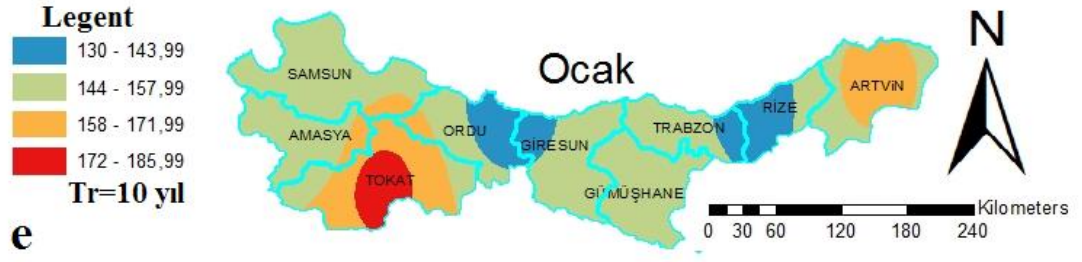 Legent
130 - 143,99
144 - 157,99
158 - 171,99
172 - 185,99
Tr=10 yıl
e
Ocak
SAMSUN
AMASYA
TOKAT
ORDU
GİRESUN
GÜMÜŞHANE
TRABZON
RİZE
ARTViN
N
Kilometers
0 30 60 120 180 240